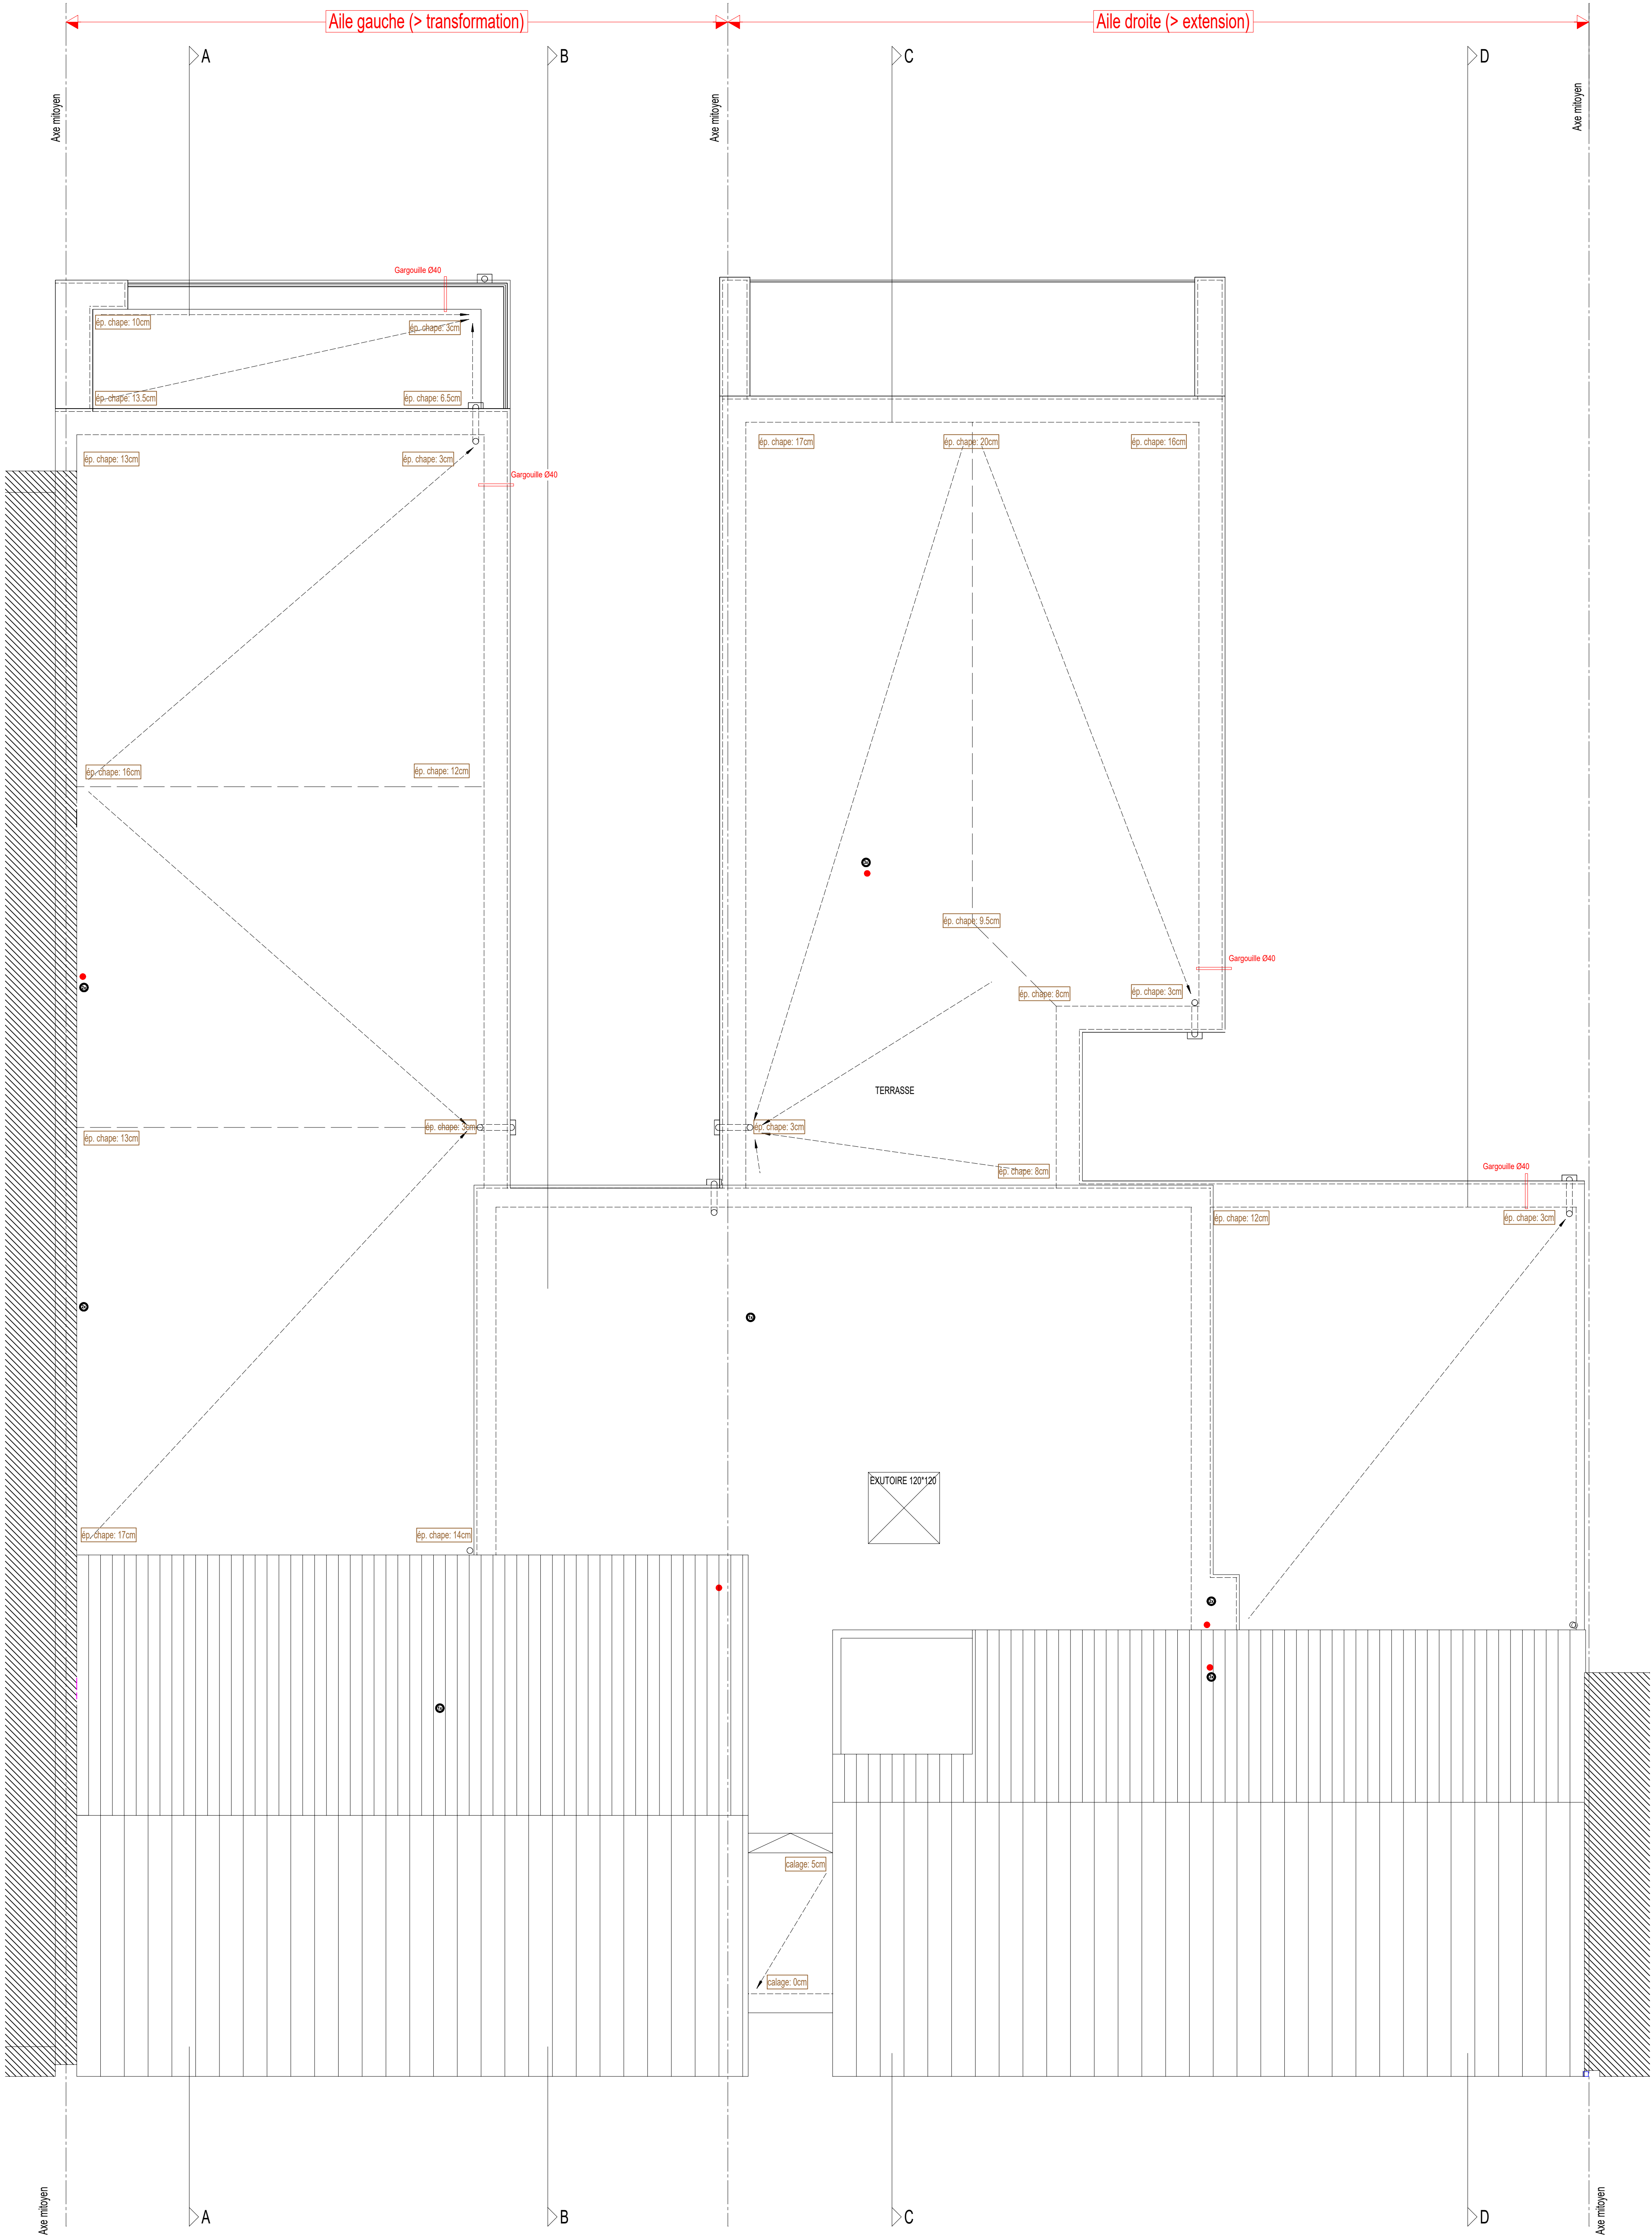 Aile gauche (> transformation)
Aile droite (> extension)
A
B
C
D
Axe mitoyen
Axe mitoyen
Axe mitoyen
Gargouille Ø40
ép. chape: 10cm
ép. chape: 3cm
ép. chape: 13.5cm
ép. chape: 6.5cm
ép. chape: 17cm
ép. chape: 20cm
ép. chape: 16cm
ép. chape: 13cm
ép. chape: 3cm
Gargouille Ø40
ép. chape: 16cm
ép. chape: 12cm
ép. chape: 9.5cm
Gargouille Ø40
ép. chape: 8cm
ép. chape: 3cm
TERRASSE
ép. chape: 3cm
ép. chape: 3cm
ép. chape: 13cm
ép. chape: 8cm
Gargouille Ø40
ép. chape: 12cm
ép. chape: 3cm
EXUTOIRE 120*120
ép. chape: 17cm
ép. chape: 14cm
calage: 5cm
calage: 0cm
Axe mitoyen
Axe mitoyen
A
B
C
D